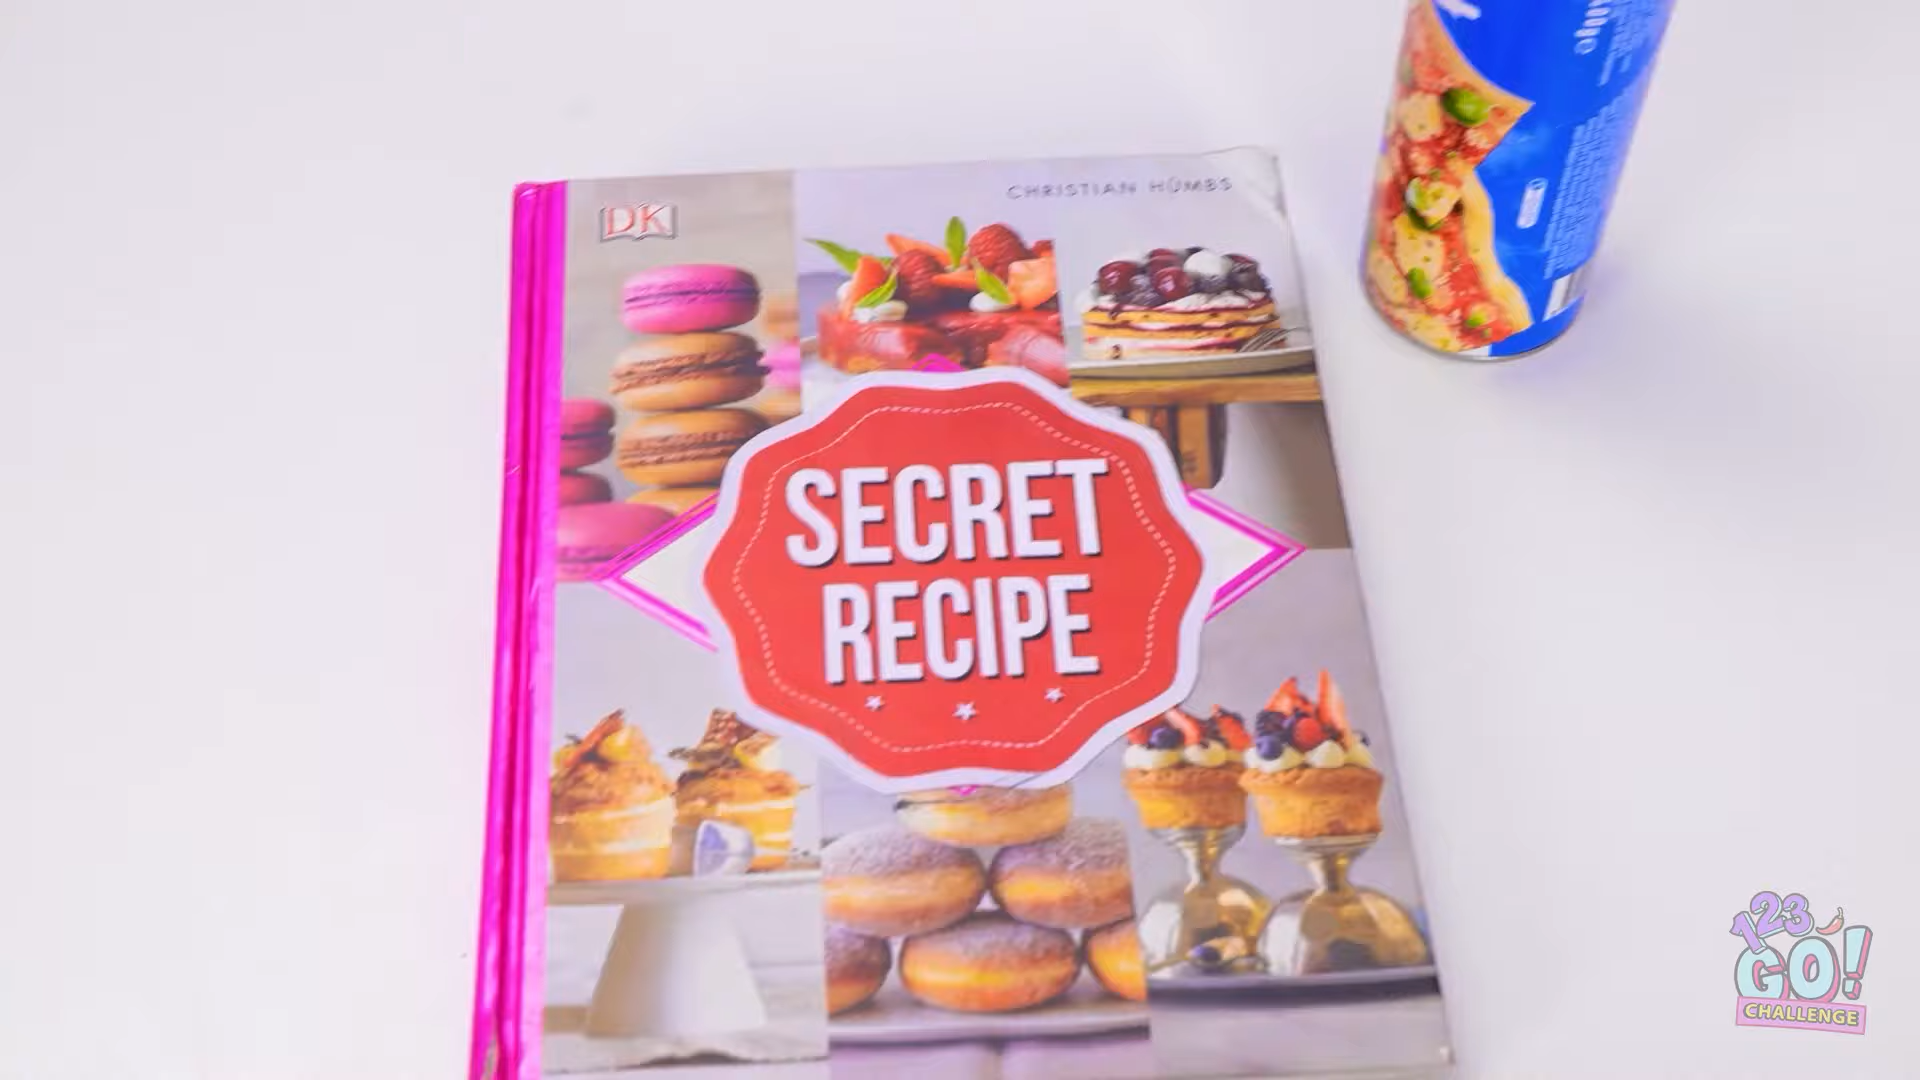 CHRISTIAN HÜMBS
DK
SECRET
RECIPE
123
GO!
CHALLENGE